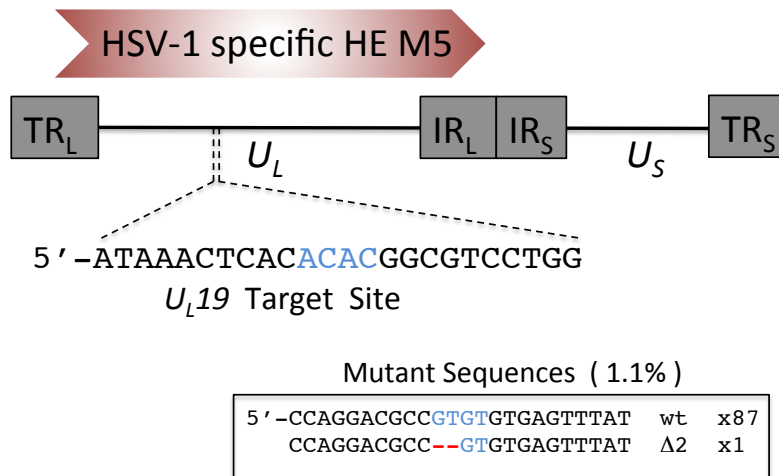 HSV-1 specific HE M5
TRL IRL IRS TRS
UL US
5'-ATAAACTCACACACGGCGTCCTGG
UL19 Target Site
Mutant Sequences ( 1.1% )
5'-CCAGGACGCCGTGTGTGAGTTTAT wt x87
CCAGGACGCC--GTGTGAGTTTAT Δ2 x1